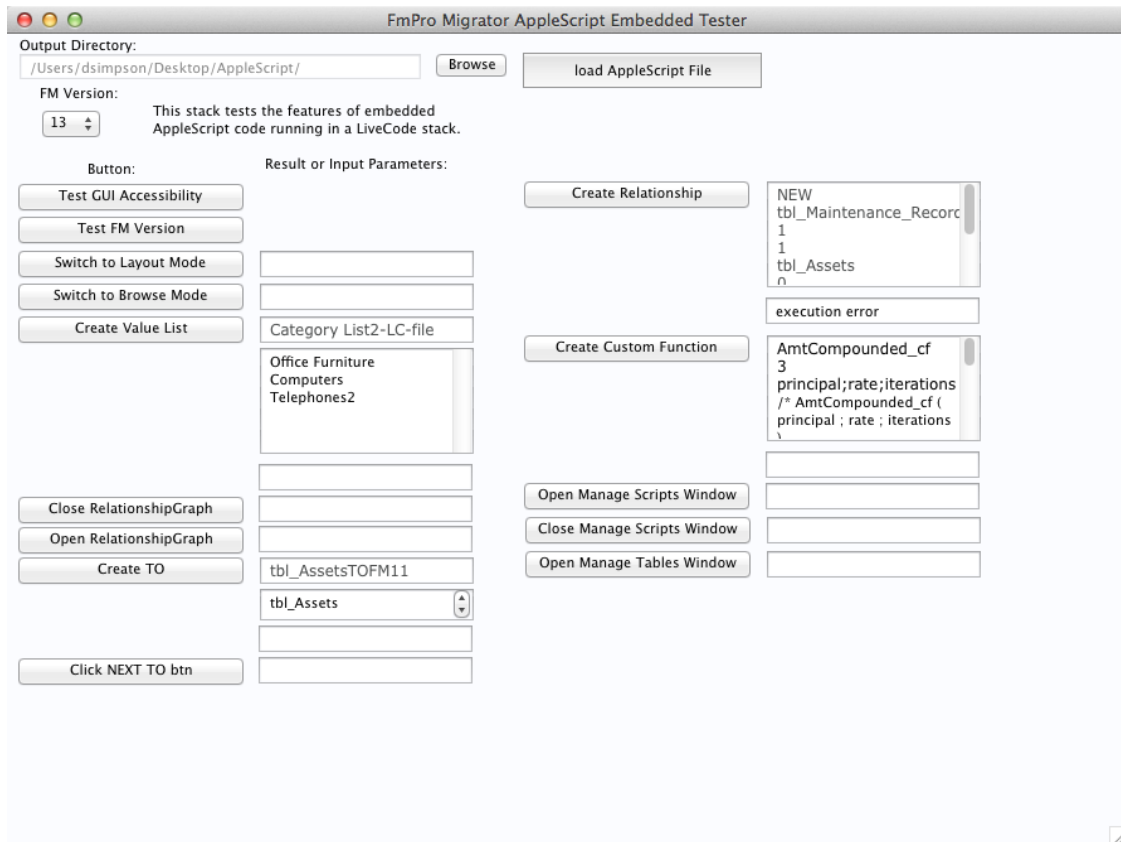 FmPro Migrator AppleScript Embedded Tester
Output Directory:
/Users/dsimpson/Desktop/AppleScript/
Browse
load AppleScript File
FM Version:
13
This stack tests the features of embedded
AppleScript code running in a LiveCode stack.
Button:
Result or Input Parameters:
Test GUI Accessibility
Test FM Version
Switch to Layout Mode
Switch to Browse Mode
Create Value List
Category List2-LC-file
Office Furniture
Computers
Telephones2
Close RelationshipGraph
Open RelationshipGraph
Create TO
tbl_AssetsTOFM11
tbl_Assets
Click NEXT TO btn
Create Relationship
NEW
tbl_Maintenance_Record
1
1
tbl_Assets
0
execution error
Create Custom Function
AmtCompounded_cf
3
principal;rate;iterations
/* AmtCompounded_cf (
principal ; rate ; iterations
)
Open Manage Scripts Window
Close Manage Scripts Window
Open Manage Tables Window